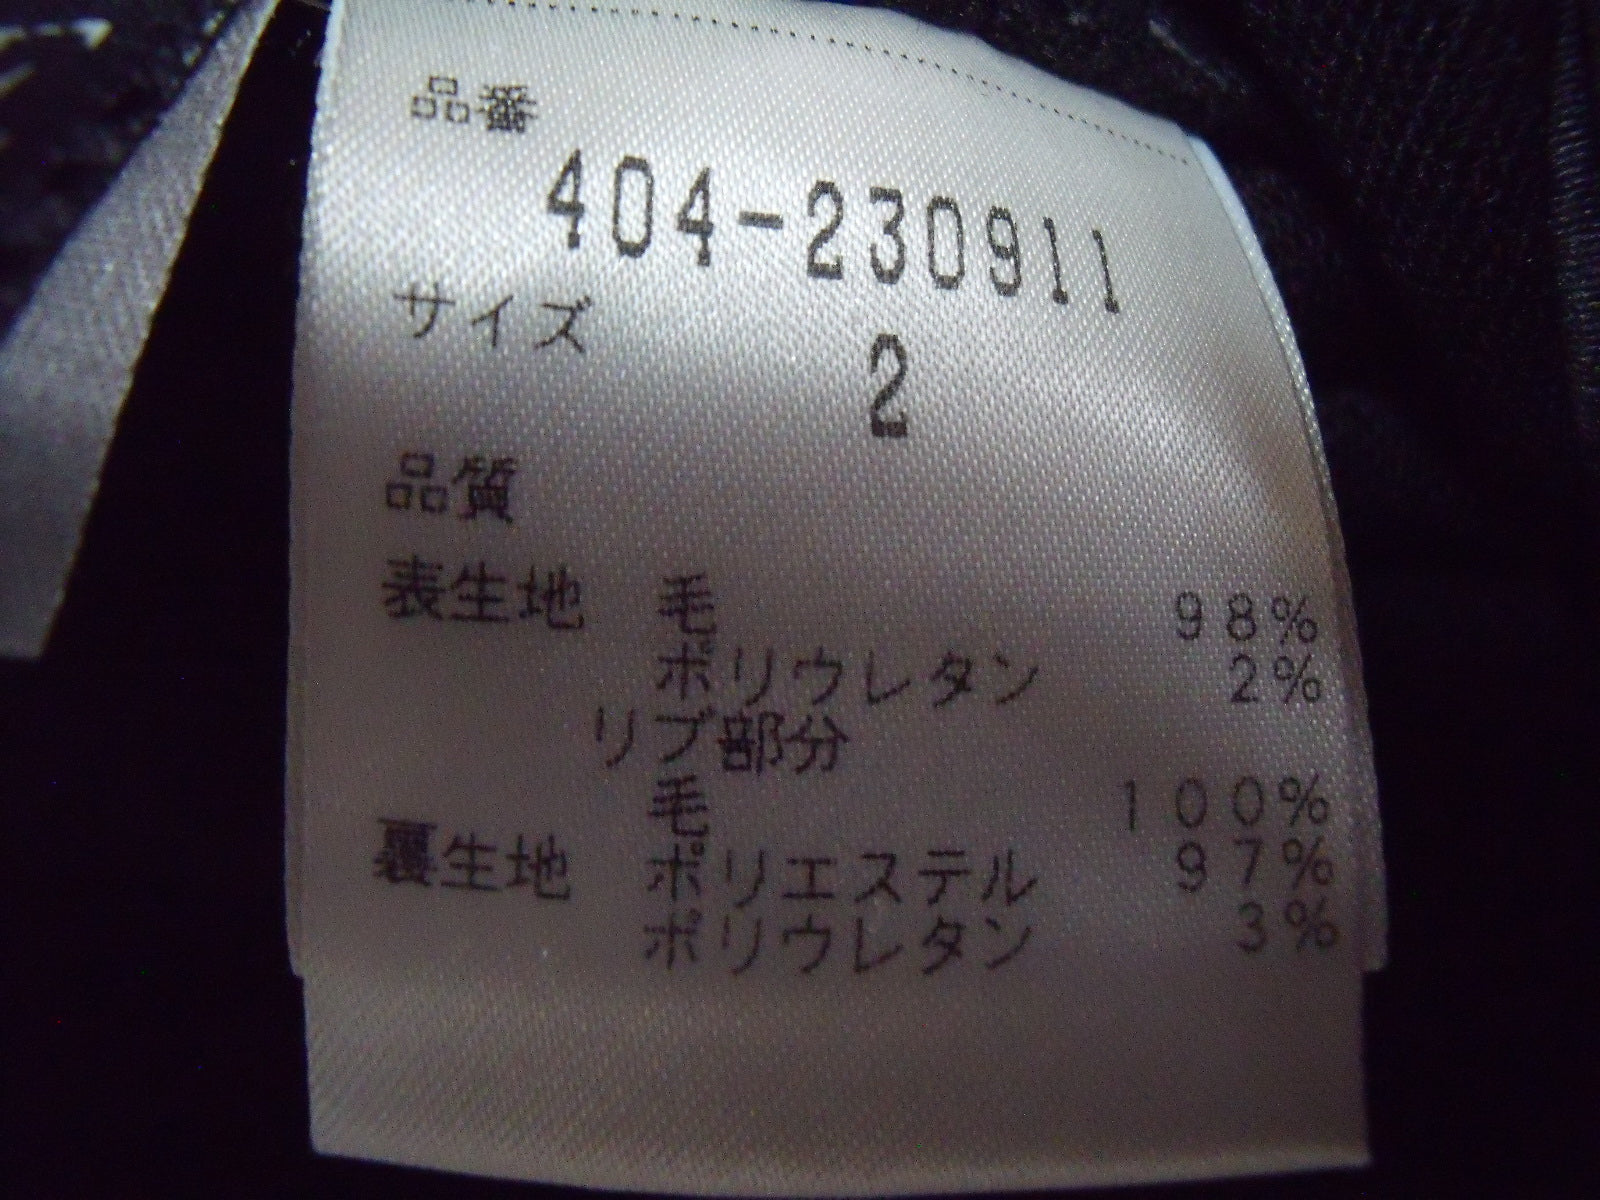 品番
404-230911
サイズ 2
品質
表生地 毛 98%
ポリウレタン 2%
リブ部分
毛 100%
裏生地 ポリエステル 97%
ポリウレタン 3%